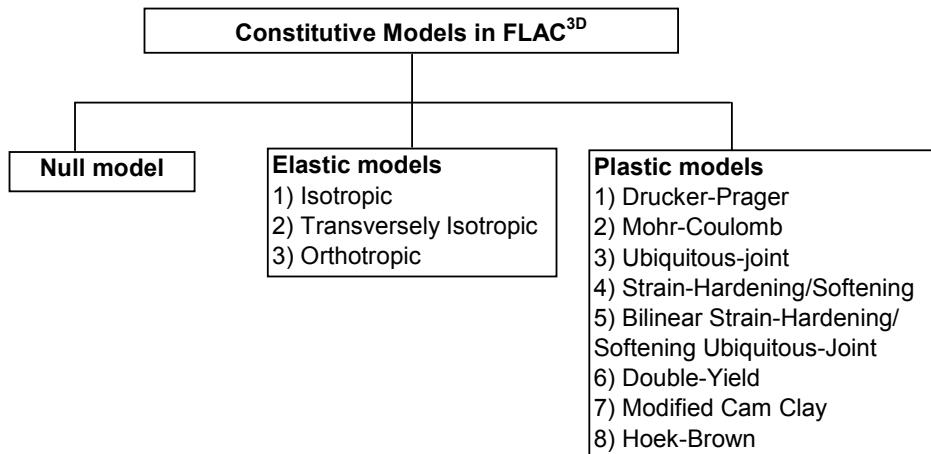 Constitutive Models in FLAC3D
Null model
Elastic models
1) Isotropic
2) Transversely Isotropic
3) Orthotropic
Plastic models
1) Drucker-Prager
2) Mohr-Coulomb
3) Ubiquitous-joint
4) Strain-Hardening/Softening
5) Bilinear Strain-Hardening/
Softening Ubiquitous-Joint
6) Double-Yield
7) Modified Cam Clay
8) Hoek-Brown